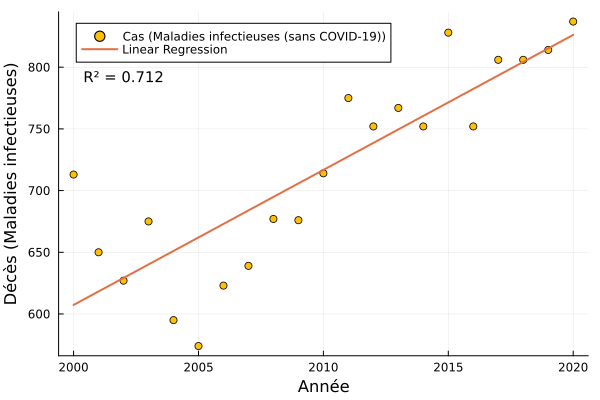 Cas (Maladies infectieuses (sans COVID-19))
Linear Regression
R² = 0.712
800
750
700
650
600
2000
2005
2010
2015
2020
Année
Décès (Maladies infectieuses)